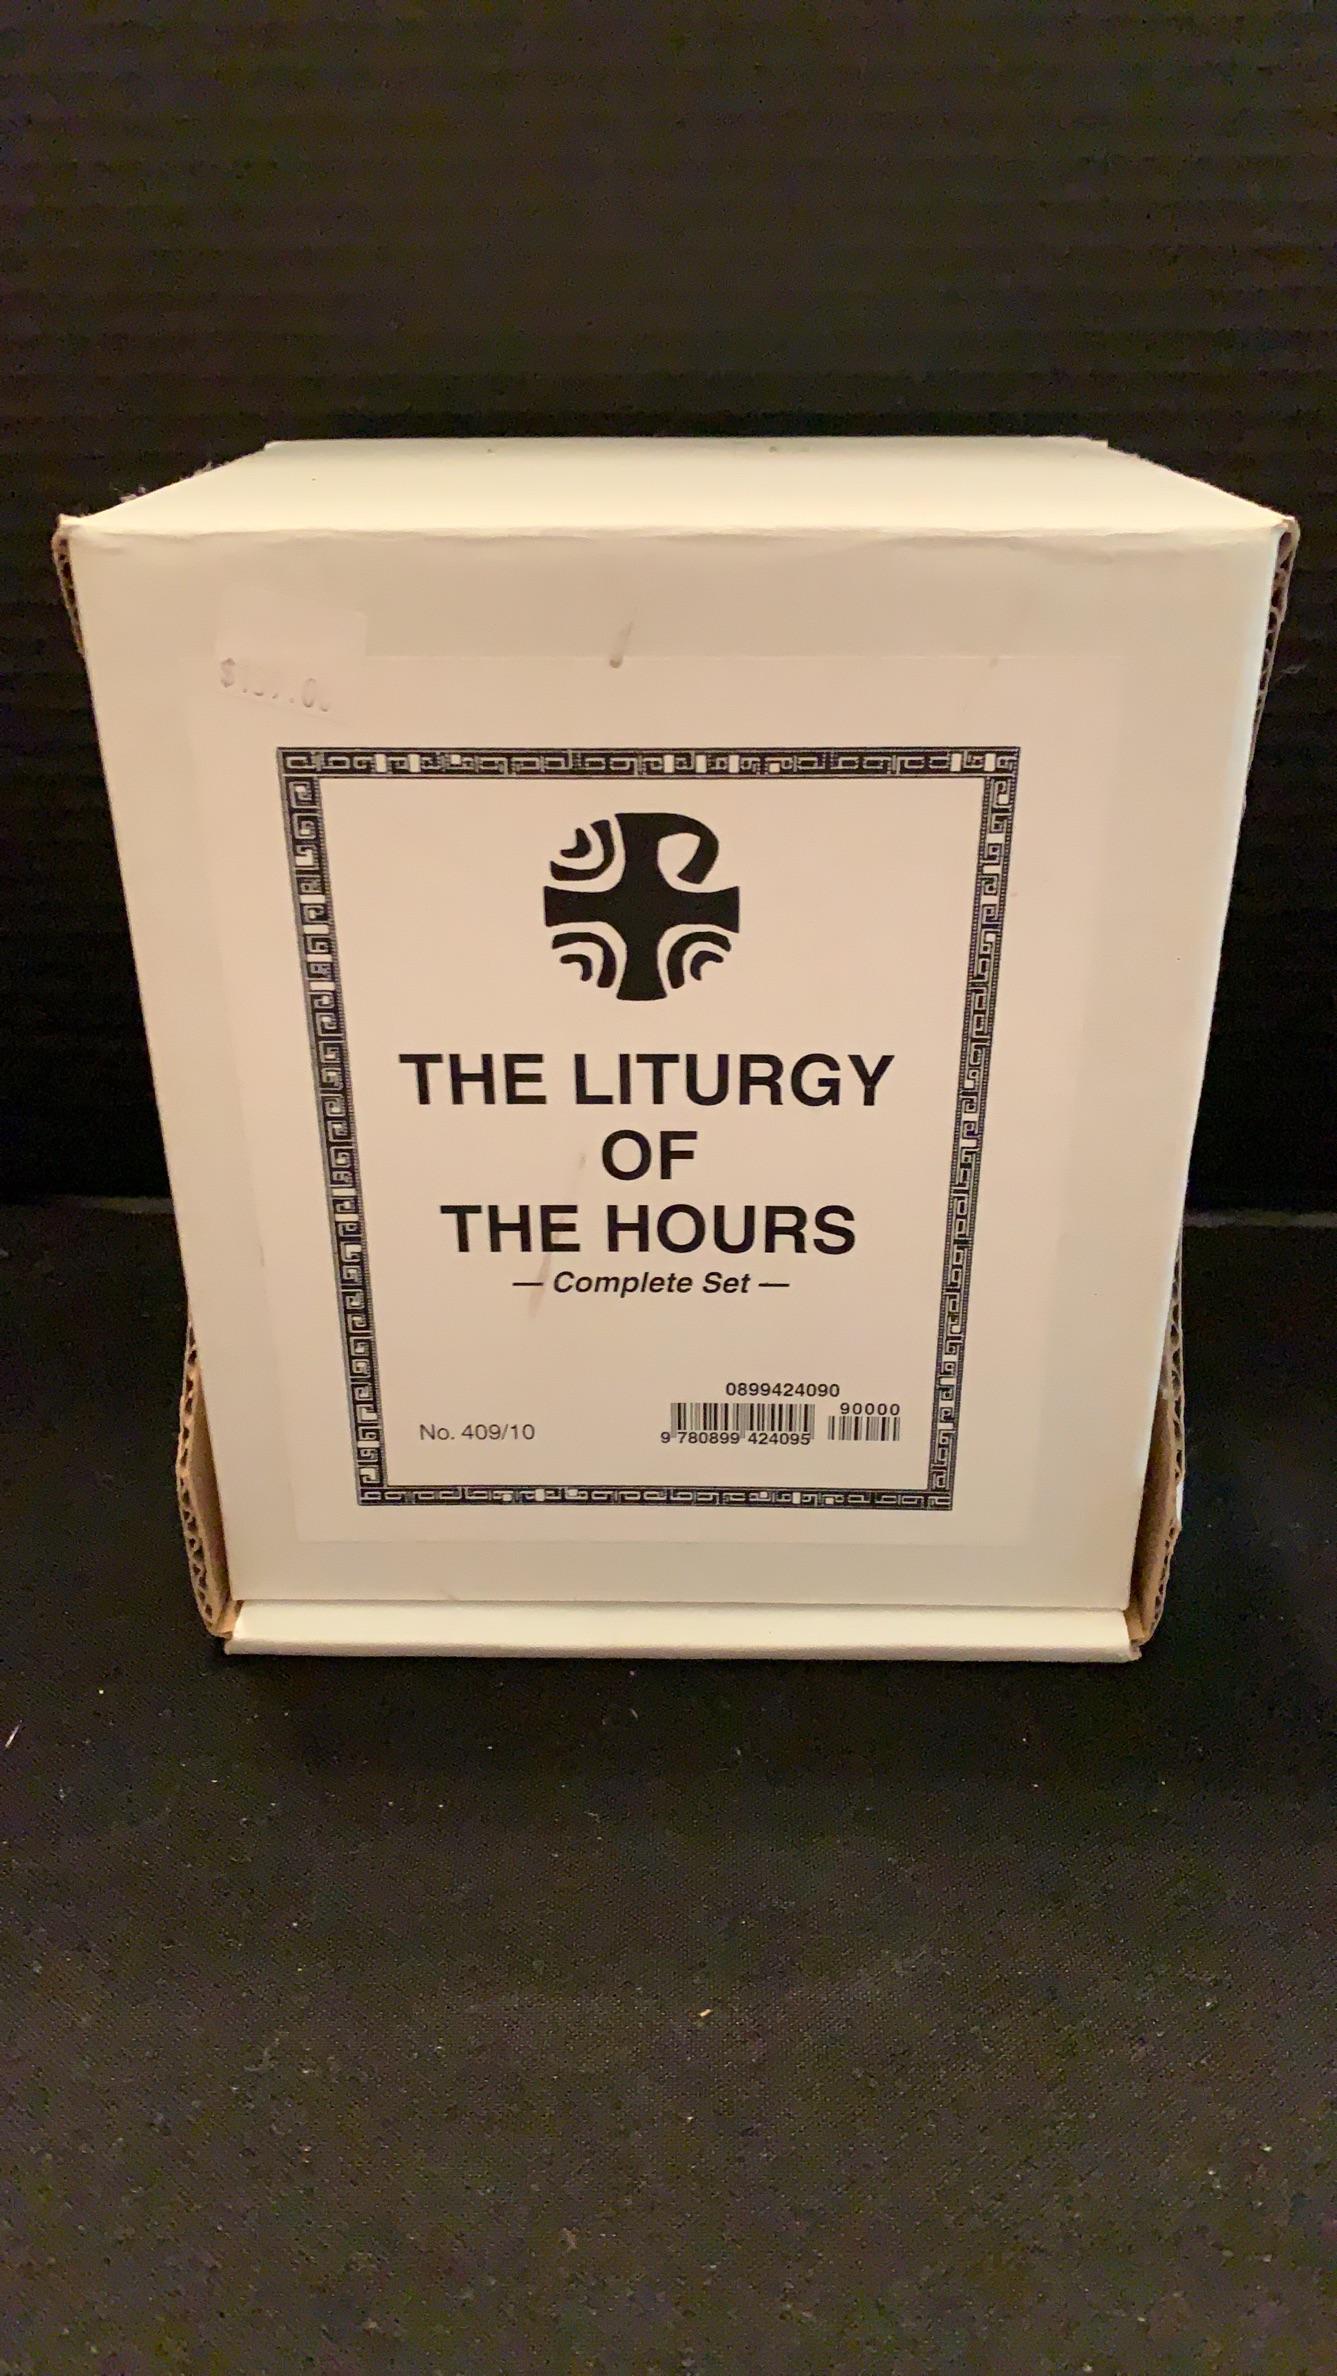 THE LITURGY
OF
THE HOURS
— Complete Set —
0899424090
90000
No. 409/10
9 780899 424095